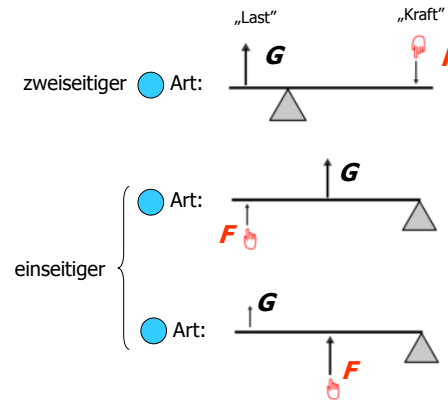 „Last” „Kraft”
G
zweiseitiger Art:
G
Art:
F
einseitiger
G
Art:
F